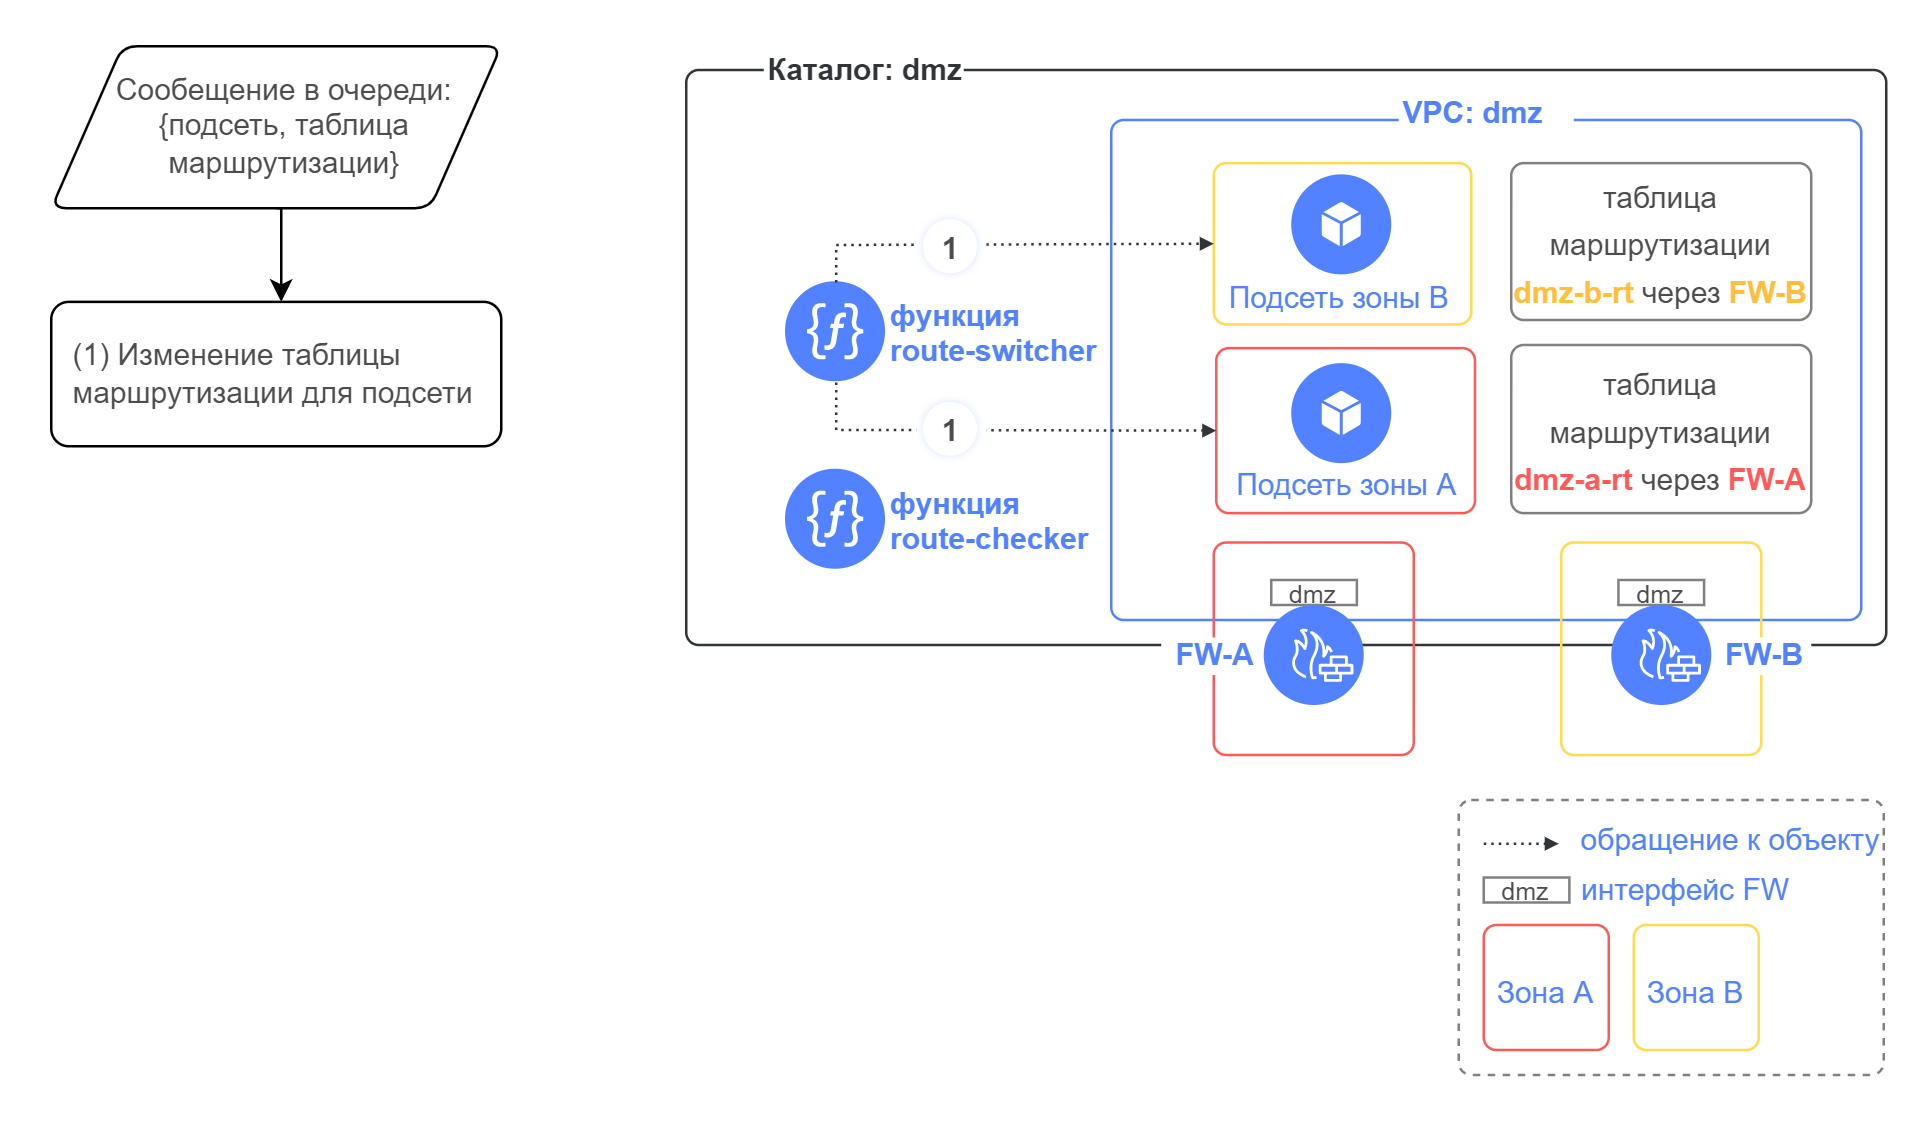 Сообещение в очереди:
{подсеть, таблица
маршрутизации}
(1) Изменение таблицы
маршрутизации для подсети
Каталог: dmz
VPC: dmz
1
функция
route-switcher
1
функция
route-checker
Подсеть зоны B
таблица
маршрутизации
dmz-b-rt через FW-B
Подсеть зоны A
таблица
маршрутизации
dmz-a-rt через FW-A
dmz
FW-A
dmz
FW-B
обращение к объекту
dmz интерфейс FW
Зона A
Зона B